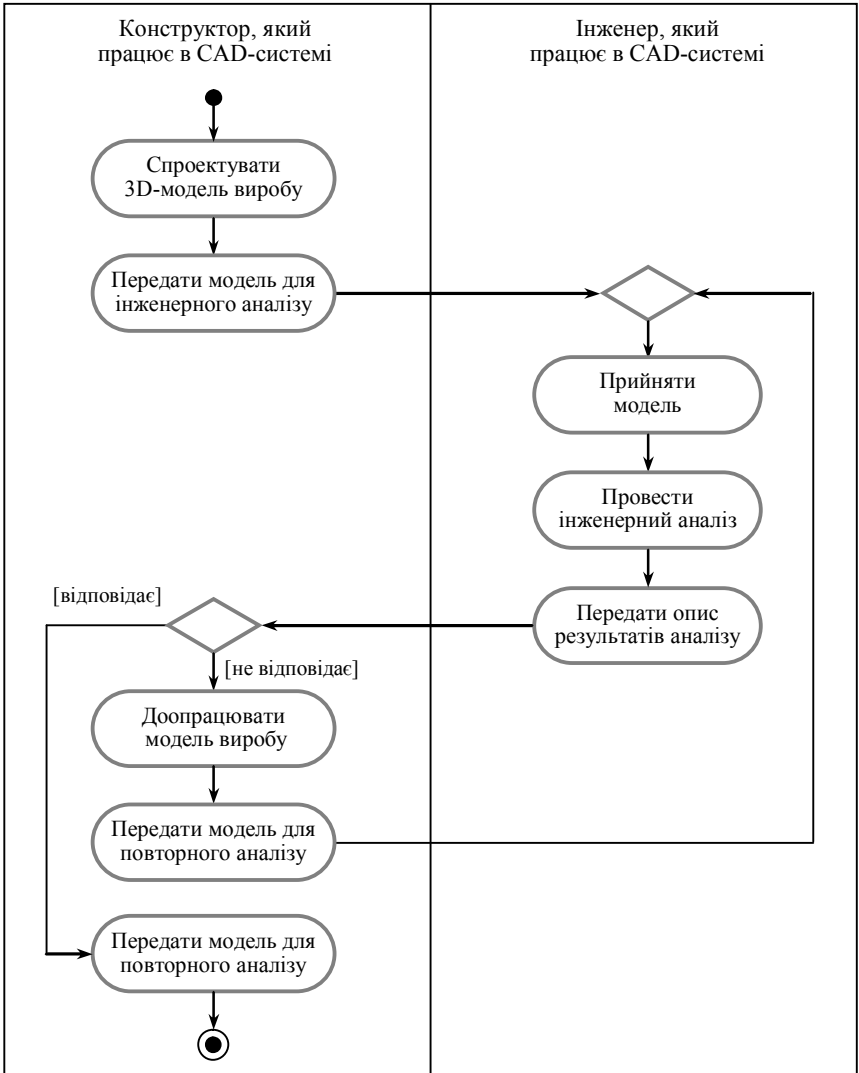 Конструктор, який
працює в CAD-системі
Інженер, який
працює в CAD-системі
Спроектувати
3D-модель виробу
Передати модель для
інженерного аналізу
Прийняти
модель
Провести
інженерний аналіз
Передати опис
результатів аналізу
[відповідає]
[не відповідає]
Доопрацювати
модель виробу
Передати модель для
повторного аналізу
Передати модель для
повторного аналізу